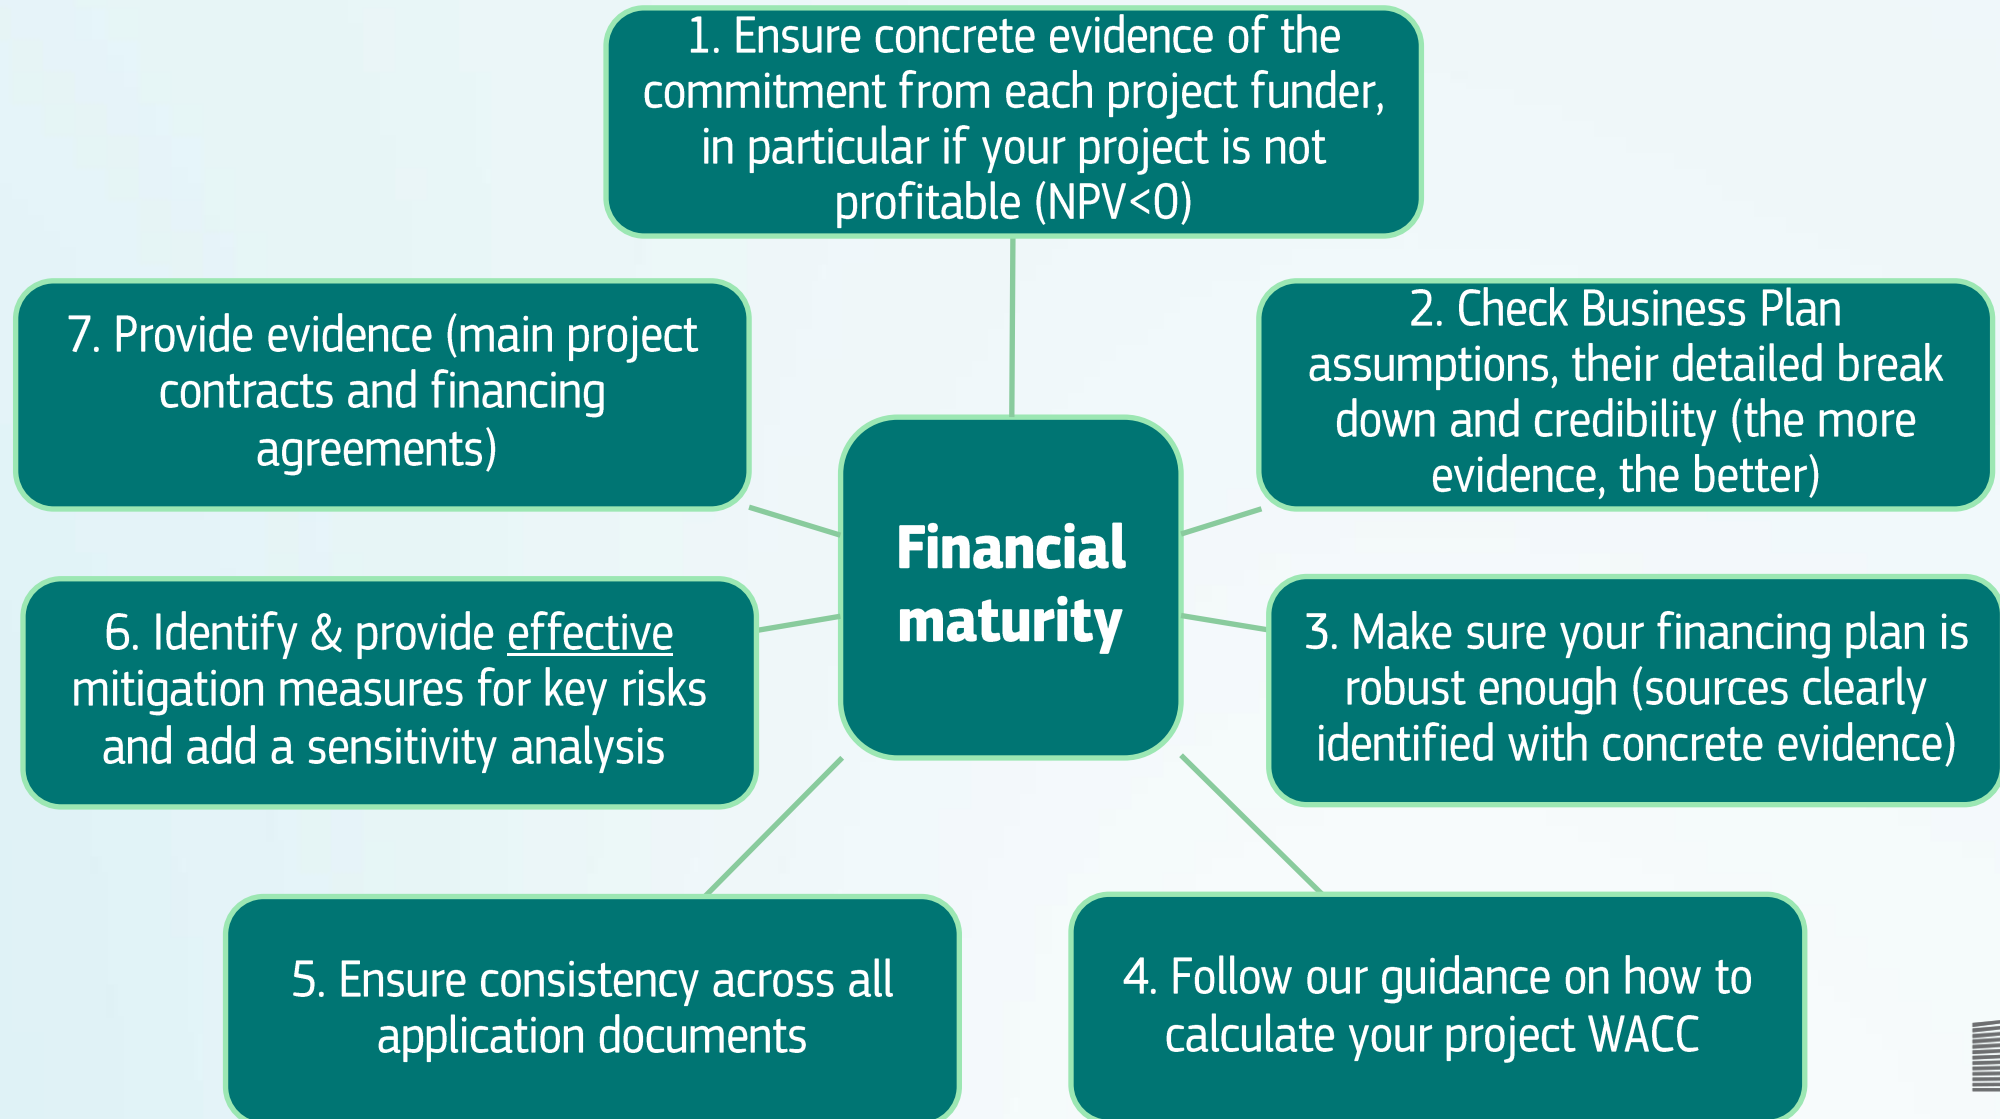 1. Ensure concrete evidence of the
commitment from each project funder,
in particular if your project is not
profitable (NPV<0)
2. Check Business Plan
assumptions, their detailed break
down and credibility (the more
evidence, the better)
3. Make sure your financing plan is
robust enough (sources clearly
identified with concrete evidence)
4. Follow our guidance on how to
calculate your project WACC
5. Ensure consistency across all
application documents
6. Identify & provide effective
mitigation measures for key risks
and add a sensitivity analysis
7. Provide evidence (main project
contracts and financing
agreements)
Financial
maturity